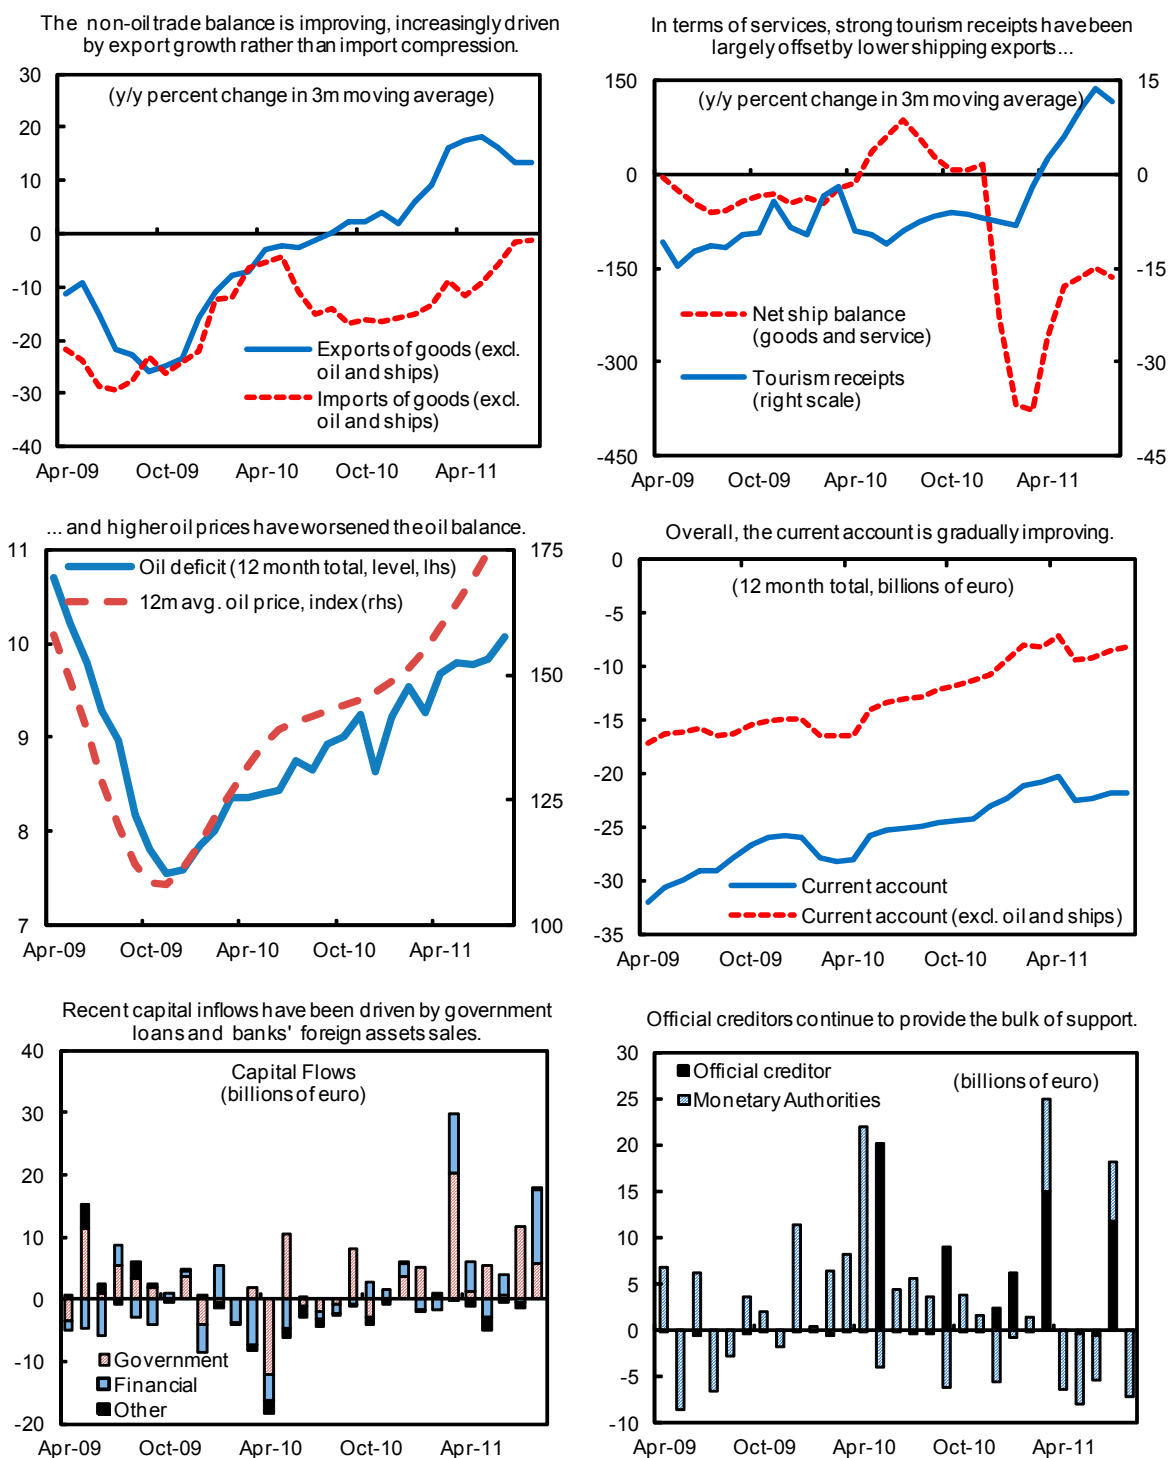 The non-oil trade balance is improving, increasingly driven
by export growth rather than import compression.
30
20
10
0
-10
-20
-30
-40
(y/y percent change in 3m moving average)
Exports of goods (excl.
oil and ships)
Imports of goods (excl.
oil and ships)
Apr-09 Oct-09 Apr-10 Oct-10 Apr-11
In terms of services, strong tourism receipts have been
largely offset by lower shipping exports...
150
0
-150
-300
-450
(y/y percent change in 3m moving average)
15
0
-15
-30
-45
Net ship balance
(goods and service)
Tourism receipts
(right scale)
Apr-09 Oct-09 Apr-10 Oct-10 Apr-11
... and higher oil prices have worsened the oil balance.
11
10
9
8
7
Oil deficit (12 month total, level, lhs)
12m avg. oil price, index (rhs)
175
150
125
100
Apr-09 Oct-09 Apr-10 Oct-10 Apr-11
Overall, the current account is gradually improving.
0
-5
-10
-15
-20
-25
-30
-35
(12 month total, billions of euro)
Current account
Current account (excl. oil and ships)
Apr-09 Oct-09 Apr-10 Oct-10 Apr-11
Recent capital inflows have been driven by government
loans and banks' foreign assets sales.
40
30
20
10
0
-10
-20
Capital Flows
(billions of euro)
Government
Financial
Other
Apr-09 Oct-09 Apr-10 Oct-10 Apr-11
Official creditors continue to provide the bulk of support.
30
25
20
15
10
5
0
-5
-10
Official creditor
Monetary Authorities
(billions of euro)
Apr-09 Oct-09 Apr-10 Oct-10 Apr-11